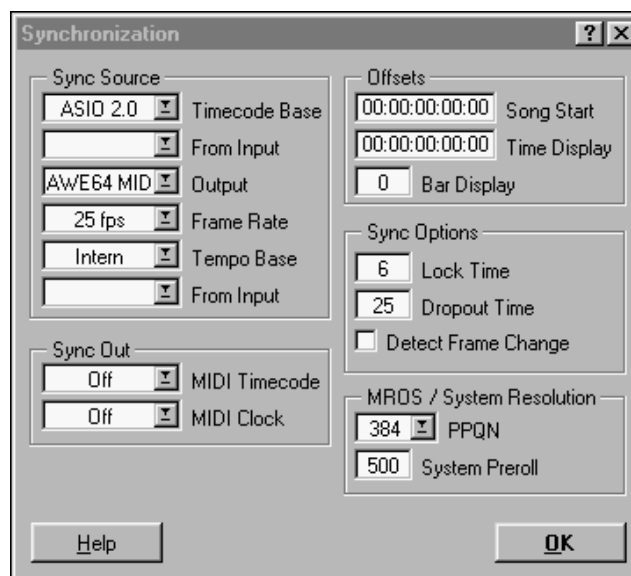 Synchronization
Sync Source
ASIO 2.0 Timecode Base
From Input
AWE64 MID Output
25 fps Frame Rate
Intern Tempo Base
From Input
Sync Out
Off MIDI Timecode
Off MIDI Clock
Offsets
00:00:00:00:00 Song Start
00:00:00:00:00 Time Display
0 Bar Display
Sync Options
6 Lock Time
25 Dropout Time
Detect Frame Change
MROS / System Resolution
384 PPQN
500 System Preroll
Help
OK